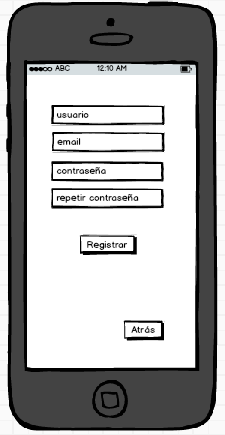 ABC 12:10 AM
usuario
email
contraseña
repetir contraseña
Registrar
Atrás